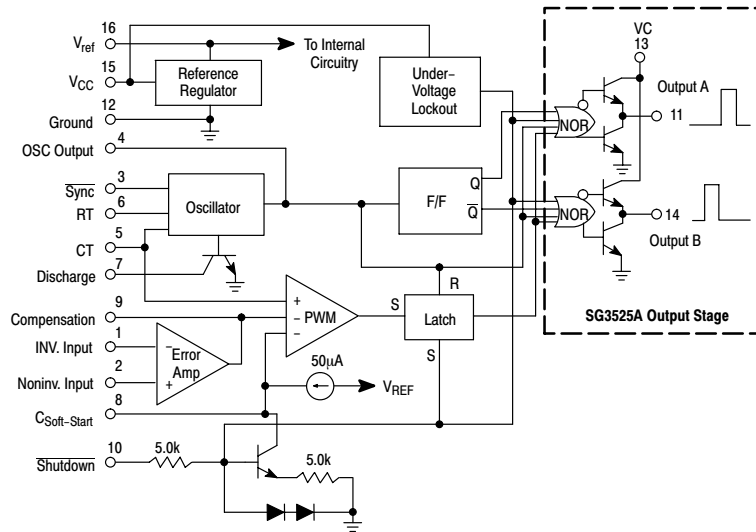 16
Vref
To Internal
Circuitry
15
VCC
Reference
Regulator
Under–
Voltage
Lockout
VC
13
Output A
11
NOR
12
Ground
4
OSC Output
3
Sync
6
RT
5
CT
7
Discharge
Oscillator
F/F
Q
Q
NOR
14
Output B
SG3525A Output Stage
9
Compensation
1
INV. Input
2
Noninv. Input
8
CSoft–Start
10
Shutdown
+
–
–
PWM
S
R
Latch
S
–
Error
Amp
+
50µA
VREF
5.0k
5.0k